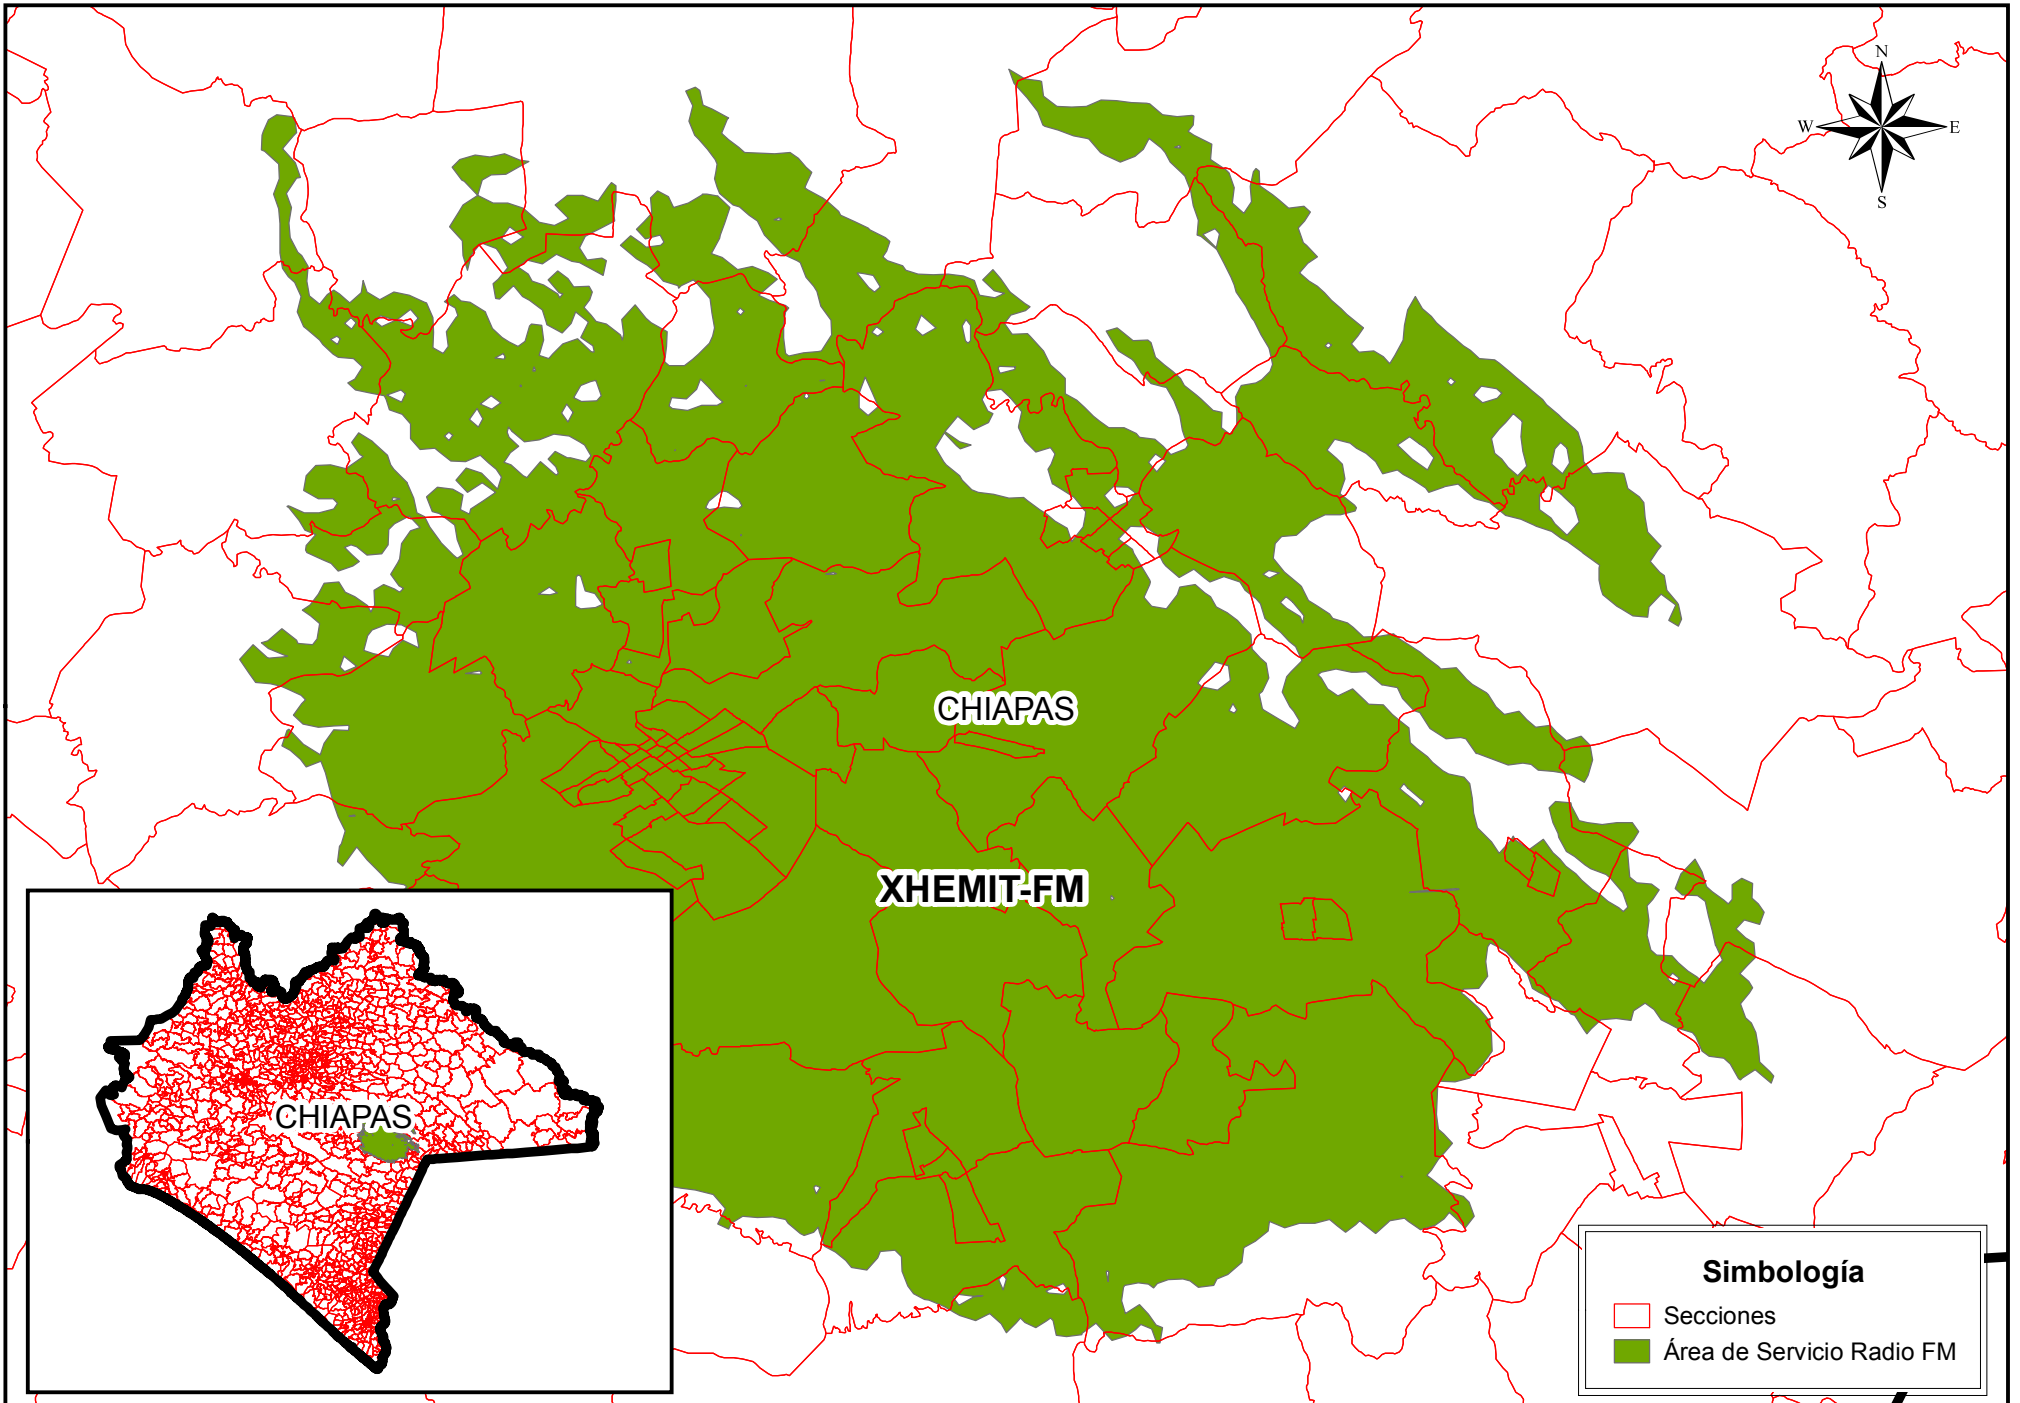 N
W
E
S
CHIAPAS
XHEMIT-FM
CHIAPAS
Simbología
Secciones
Área de Servicio Radio FM